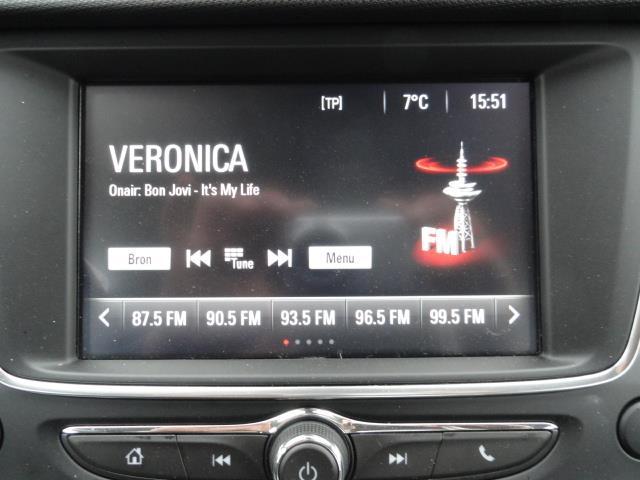 [TP] 7°C 15:51
VERONICA
Onair: Bon Jovi - It's My Life
FM
Bron Tune Menu
87.5 FM 90.5 FM 93.5 FM 96.5 FM 99.5 FM